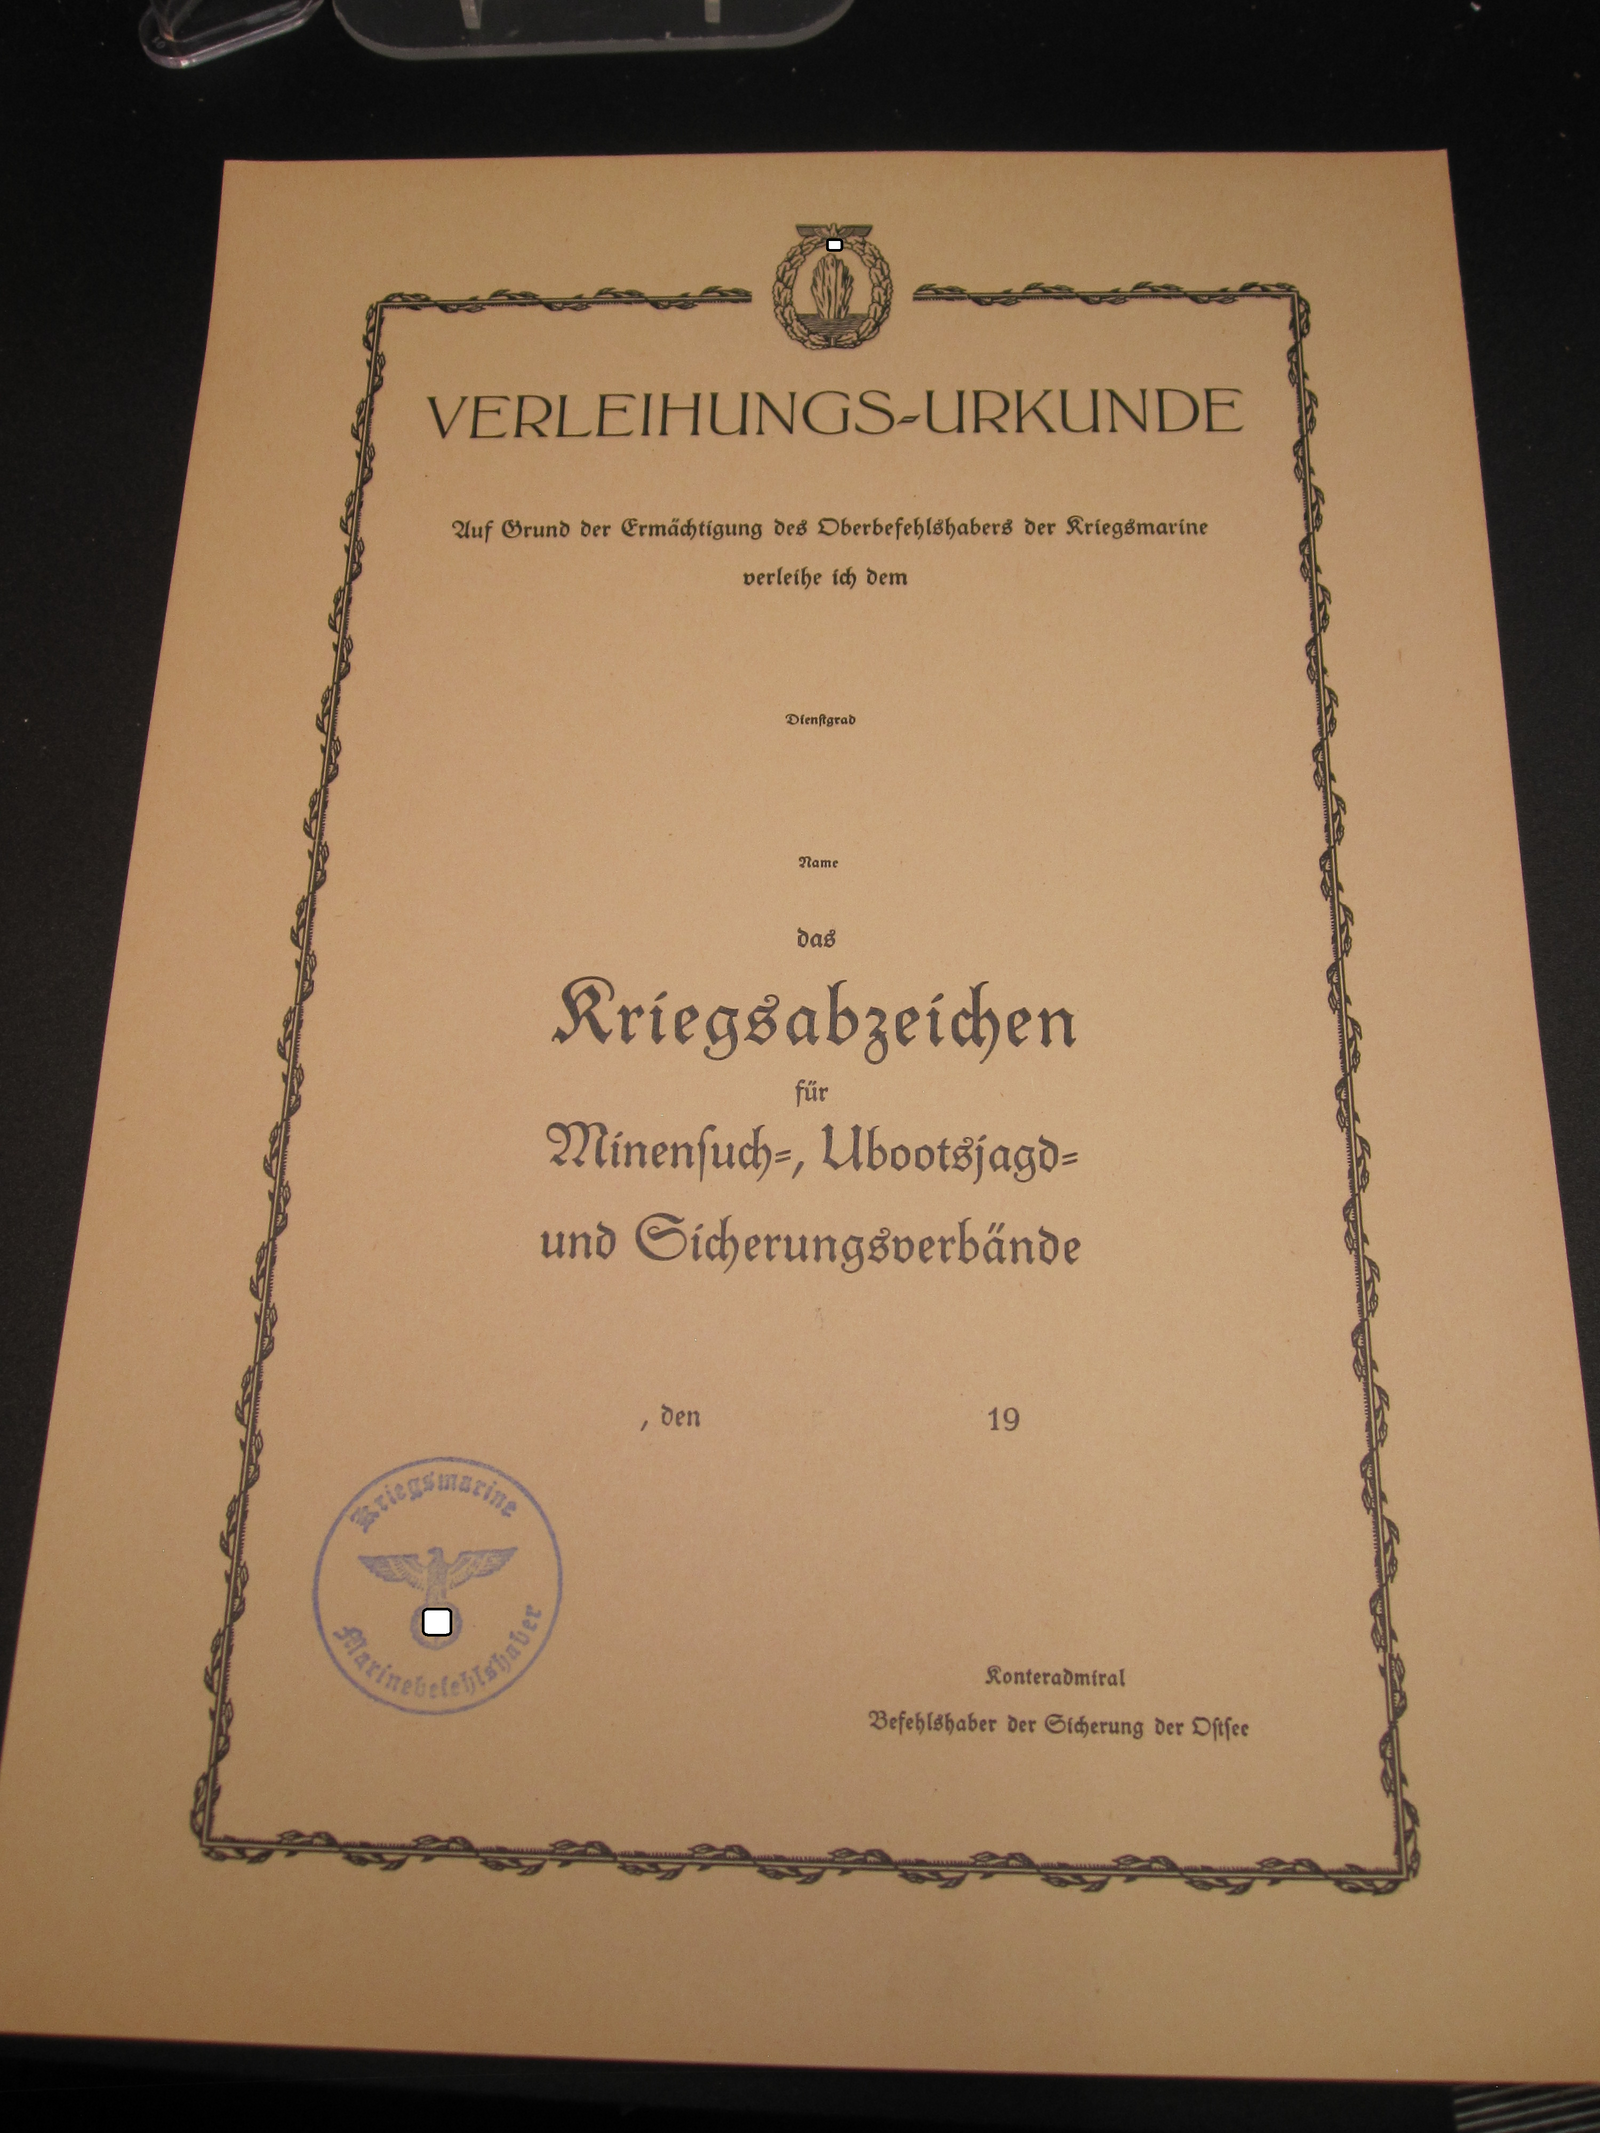 VERLEIHUNGS-URKUNDE
Auf Grund der Ermächtigung des Oberbefehlshabers der Kriegsmarine
verleihe ich dem
Dienstgrad
Name
das
Kriegsabzeichen
für
Minensuch-, Ubootsjagd-
und Sicherungsverbände
, den 19
Kriegsmarine
Marinebefehlshaber
Konteradmiral
Befehlshaber der Sicherung der Ostsee